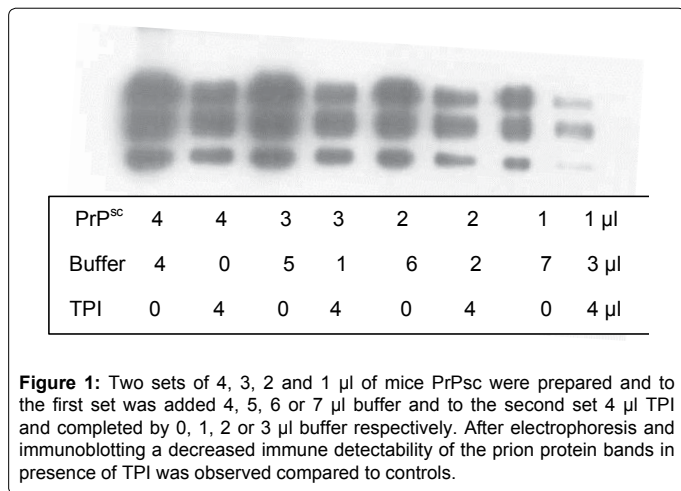 PrPsc 4 4 3 3 2 2 1 1 µl
Buffer 4 0 5 1 6 2 7 3 µl
TPI 0 4 0 4 0 4 0 4 µl
Figure 1: Two sets of 4, 3, 2 and 1 µl of mice PrPsc were prepared and to
the first set was added 4, 5, 6 or 7 µl buffer and to the second set 4 µl TPI
and completed by 0, 1, 2 or 3 µl buffer respectively. After electrophoresis and
immunoblotting a decreased immune detectability of the prion protein bands in
presence of TPI was observed compared to controls.